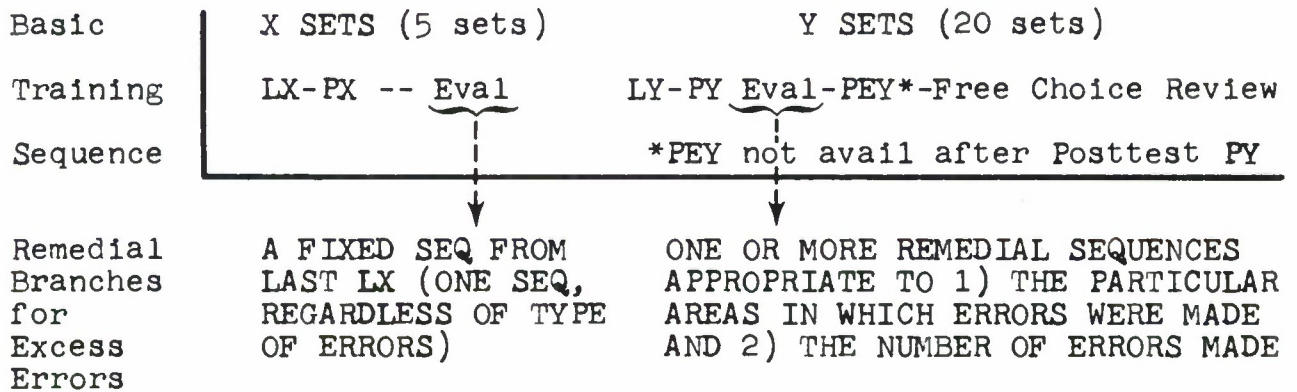 Basic X SETS (5 sets) Y SETS (20 sets)
Training LX-PX -- Eval LY-PY Eval-PEY*-Free Choice Review
Sequence *PEY not avail after Posttest PY
Remedial A FIXED SEQ FROM ONE OR MORE REMEDIAL SEQUENCES
Branches LAST LX (ONE SEQ, APPROPRIATE TO 1) THE PARTICULAR
for REGARDLESS OF TYPE AREAS IN WHICH ERRORS WERE MADE
Excess OF ERRORS) AND 2) THE NUMBER OF ERRORS MADE
Errors